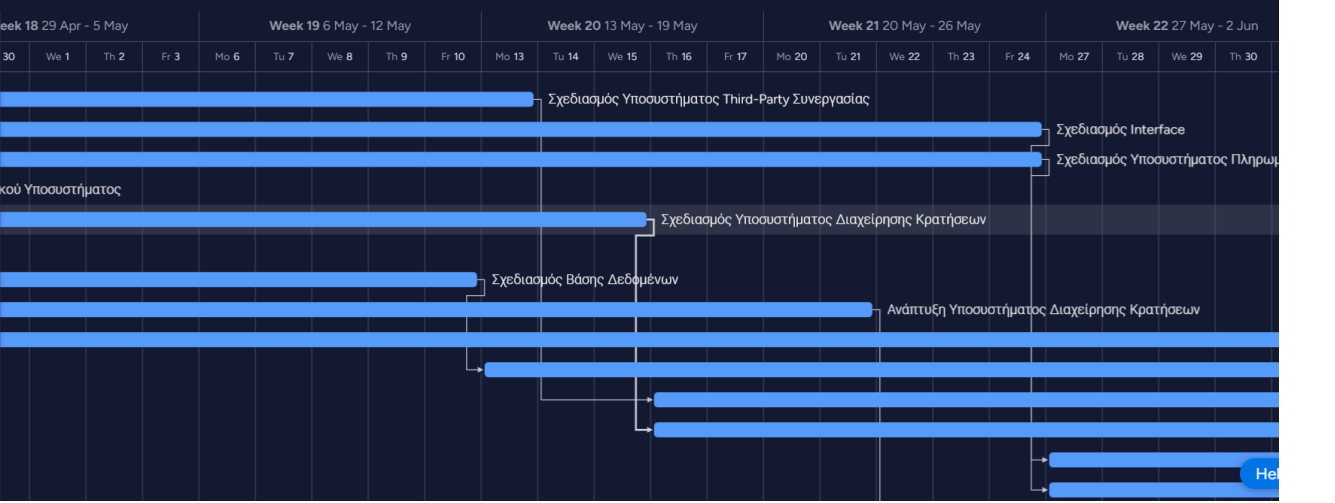 eek 18 29 Apr - 5 May Week 19 6 May - 12 May Week 20 13 May - 19 May Week 21 20 May - 26 May Week 22 27 May - 2 Jun
30 We 1 Th 2 Fr 3 Mo 6 Tu 7 We 8 Th 9 Fr 10 Mo 13 Tu 14 We 15 Th 16 Fr 17 Mo 20 Tu 21 We 22 Th 23 Fr 24 Mo 27 Tu 28 We 29 Th 30
Σχεδιασμός Υποσυστήματος Third-Party Συνεργασίας
Σχεδιασμός Interface
Σχεδιασμός Υποσυστήματος Πληρωμ
κού Υποσυστήματος
Σχεδιασμός Υποσυστήματος Διαχείρησης Κρατήσεων
Σχεδιασμός Βάσης Δεδομένων
Ανάπτυξη Υποσυστήματος Διαχείρησης Κρατήσεων
Hel